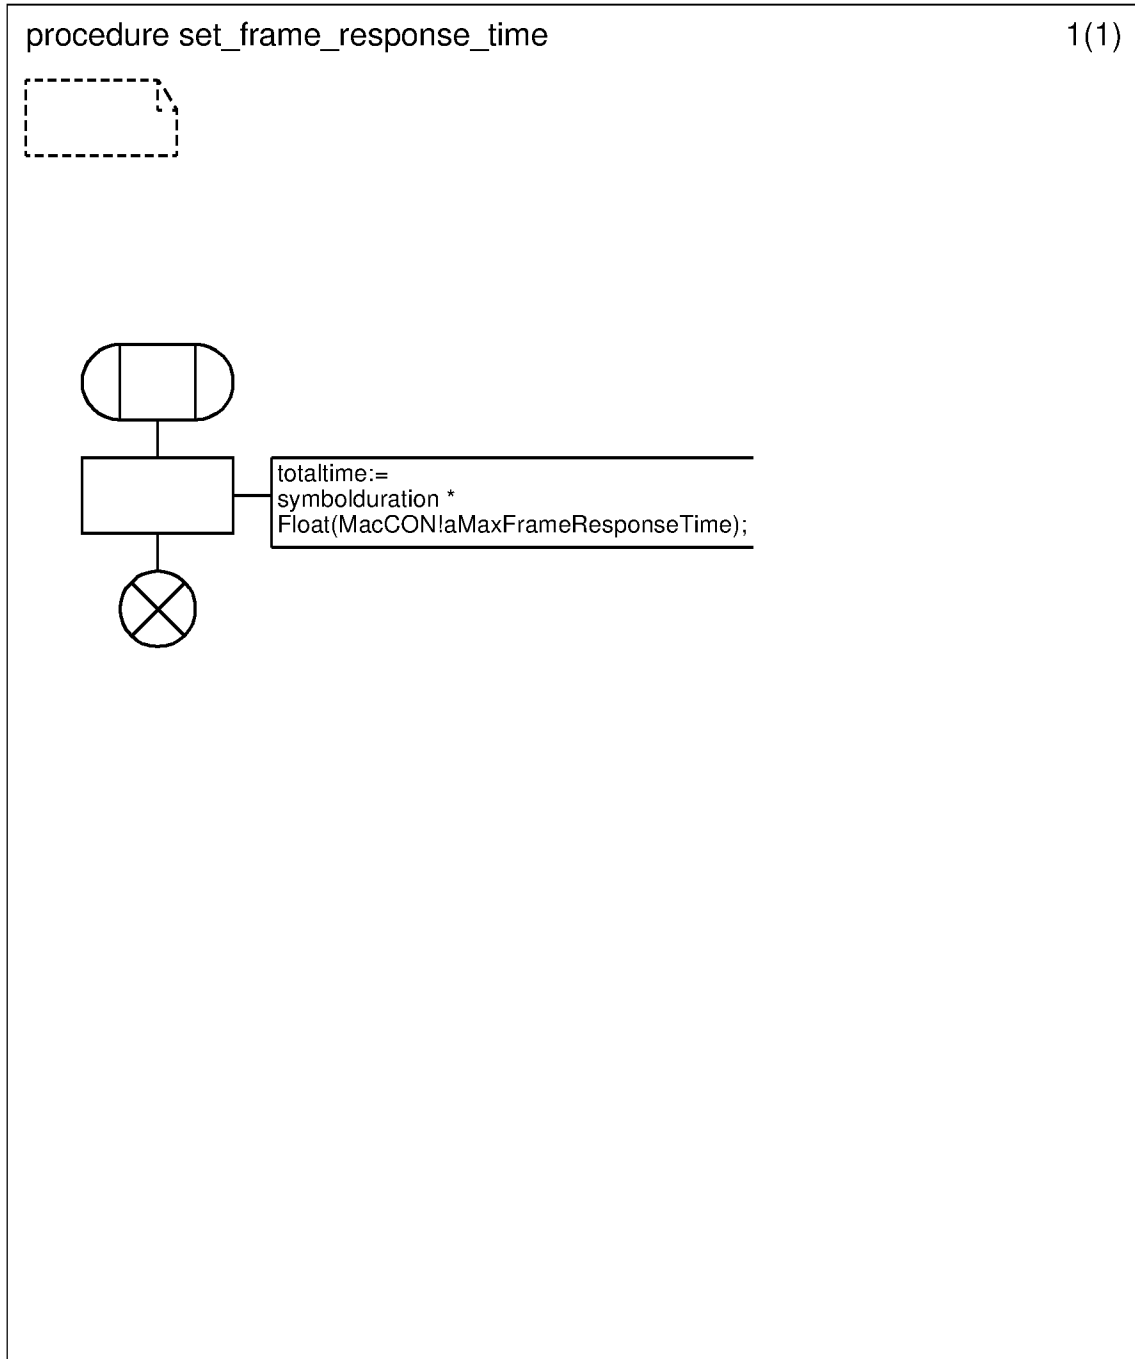 procedure set_frame_response_time
1(1)
totaltime:=
symbolduration *
Float(MacCON!aMaxFrameResponseTime);